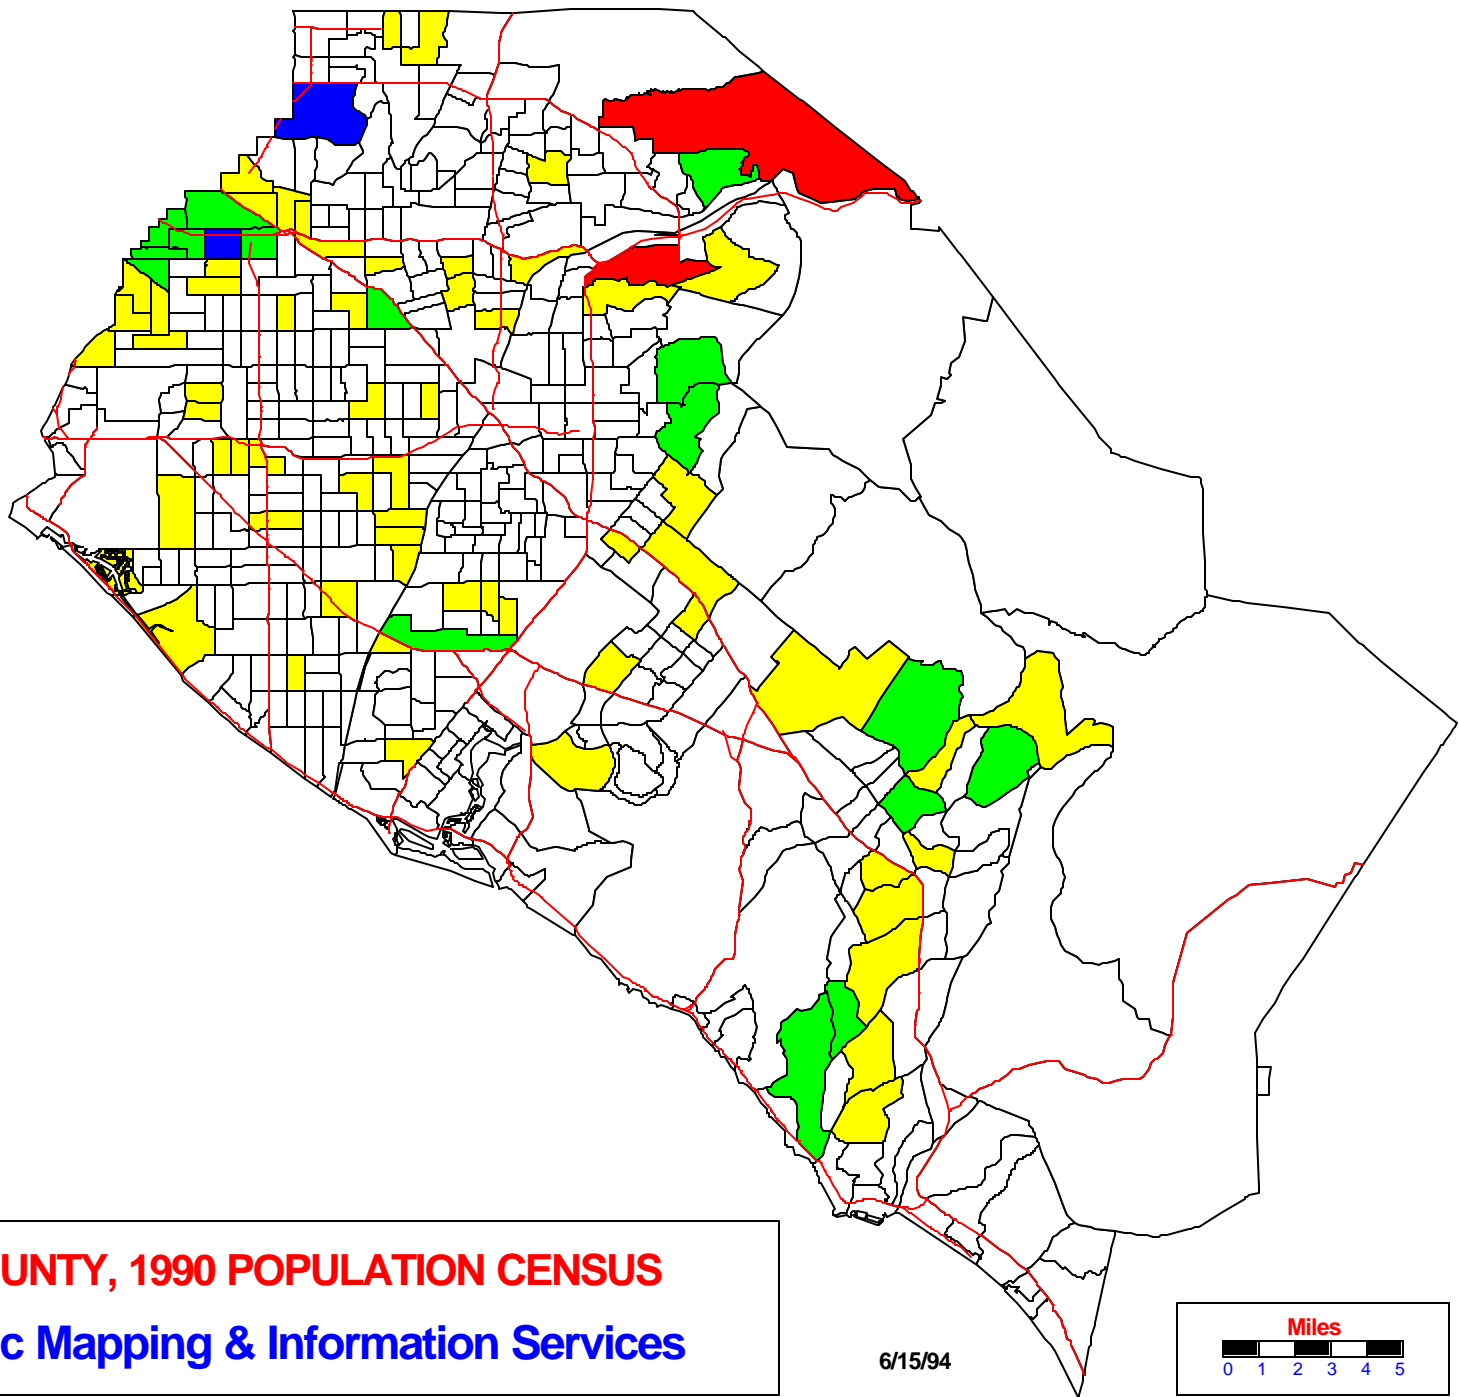 UNTY, 1990 POPULATION CENSUS
c Mapping & Information Services
6/15/94
Miles
0 1 2 3 4 5